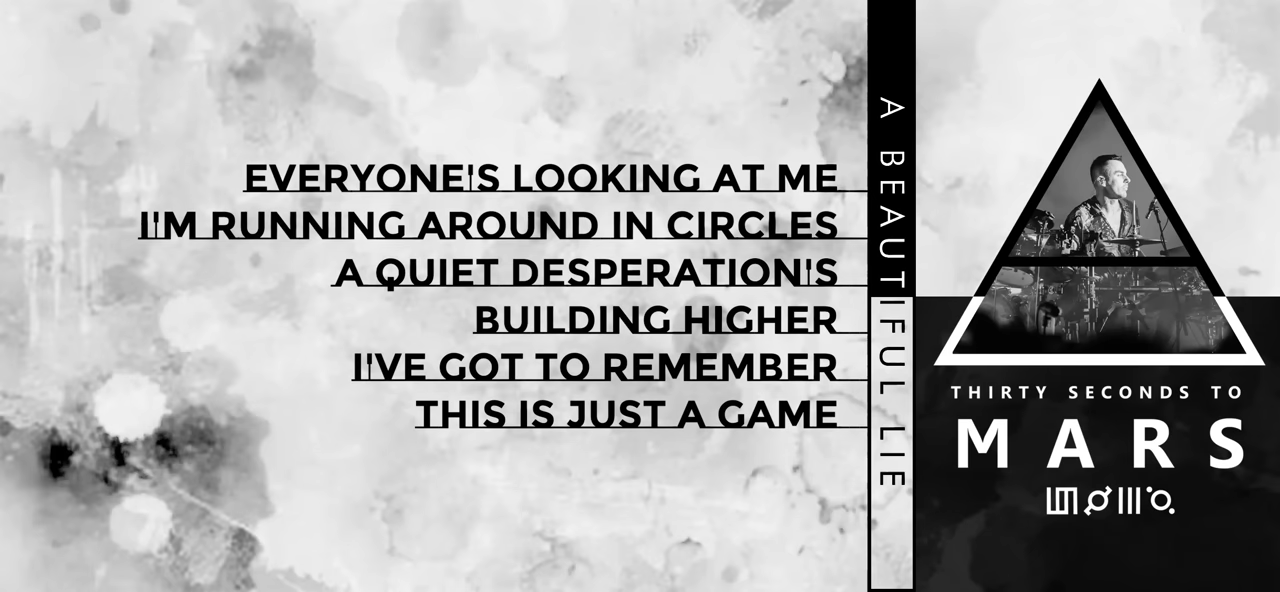 EVERYONE'S LOOKING AT ME
I'M RUNNING AROUND IN CIRCLES
A QUIET DESPERATION'S
BUILDING HIGHER
I'VE GOT TO REMEMBER
THIS IS JUST A GAME
A BEAUTIFUL LIE
THIRTY SECONDS TO
MARS